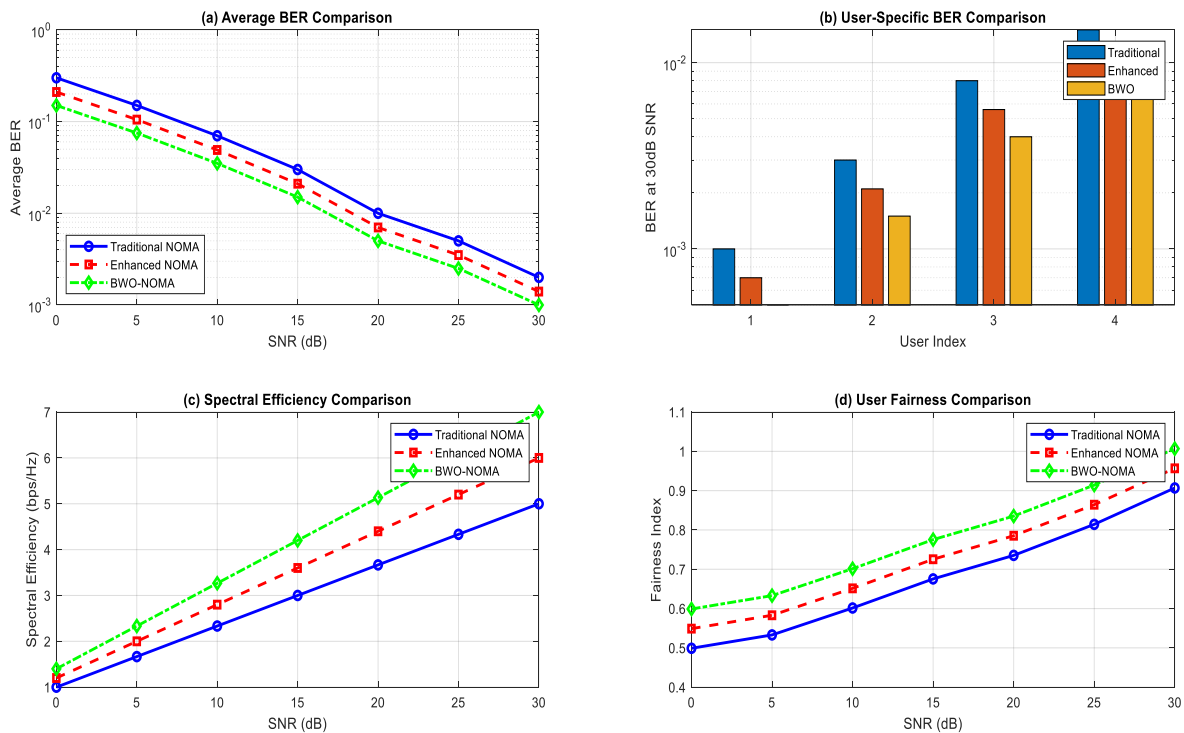 (a) Average BER Comparison
10^0
10^-1
10^-2
10^-3
Average BER
Traditional NOMA
Enhanced NOMA
BWO-NOMA
0 5 10 15 20 25 30
SNR (dB)
(b) User-Specific BER Comparison
10^-2
10^-3
BER at 30dB SNR
Traditional
Enhanced
BWO
1 2 3 4
User Index
(c) Spectral Efficiency Comparison
7
6
5
4
3
2
1
Spectral Efficiency (bps/Hz)
Traditional NOMA
Enhanced NOMA
BWO-NOMA
0 5 10 15 20 25 30
SNR (dB)
(d) User Fairness Comparison
1.1
1
0.9
0.8
0.7
0.6
0.5
0.4
Fairness Index
Traditional NOMA
Enhanced NOMA
BWO-NOMA
0 5 10 15 20 25 30
SNR (dB)